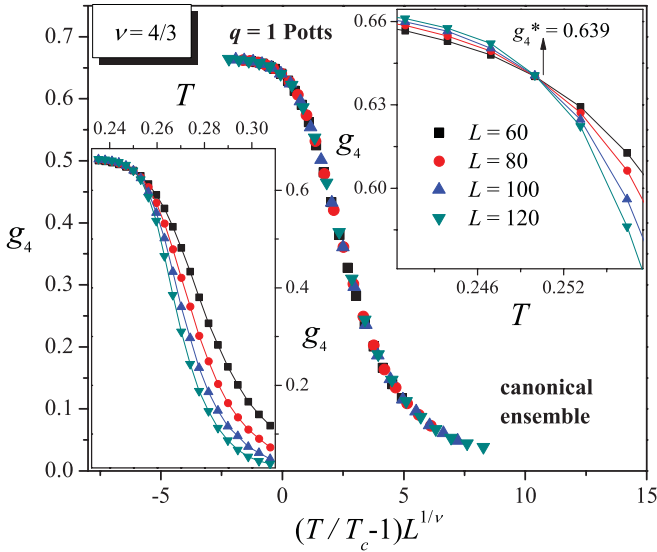 ν = 4/3
q = 1 Potts
g4* = 0.639
L = 60
L = 80
L = 100
L = 120
0.66
0.63
0.60
0.246
0.252
T
g4
T
0.24
0.26
0.28
0.30
0.6
0.4
0.2
g4
canonical
ensemble
g4
0.7
0.6
0.5
0.4
0.3
0.2
0.1
0.0
-5
0
5
10
15
(T / Tc-1)L1/ν